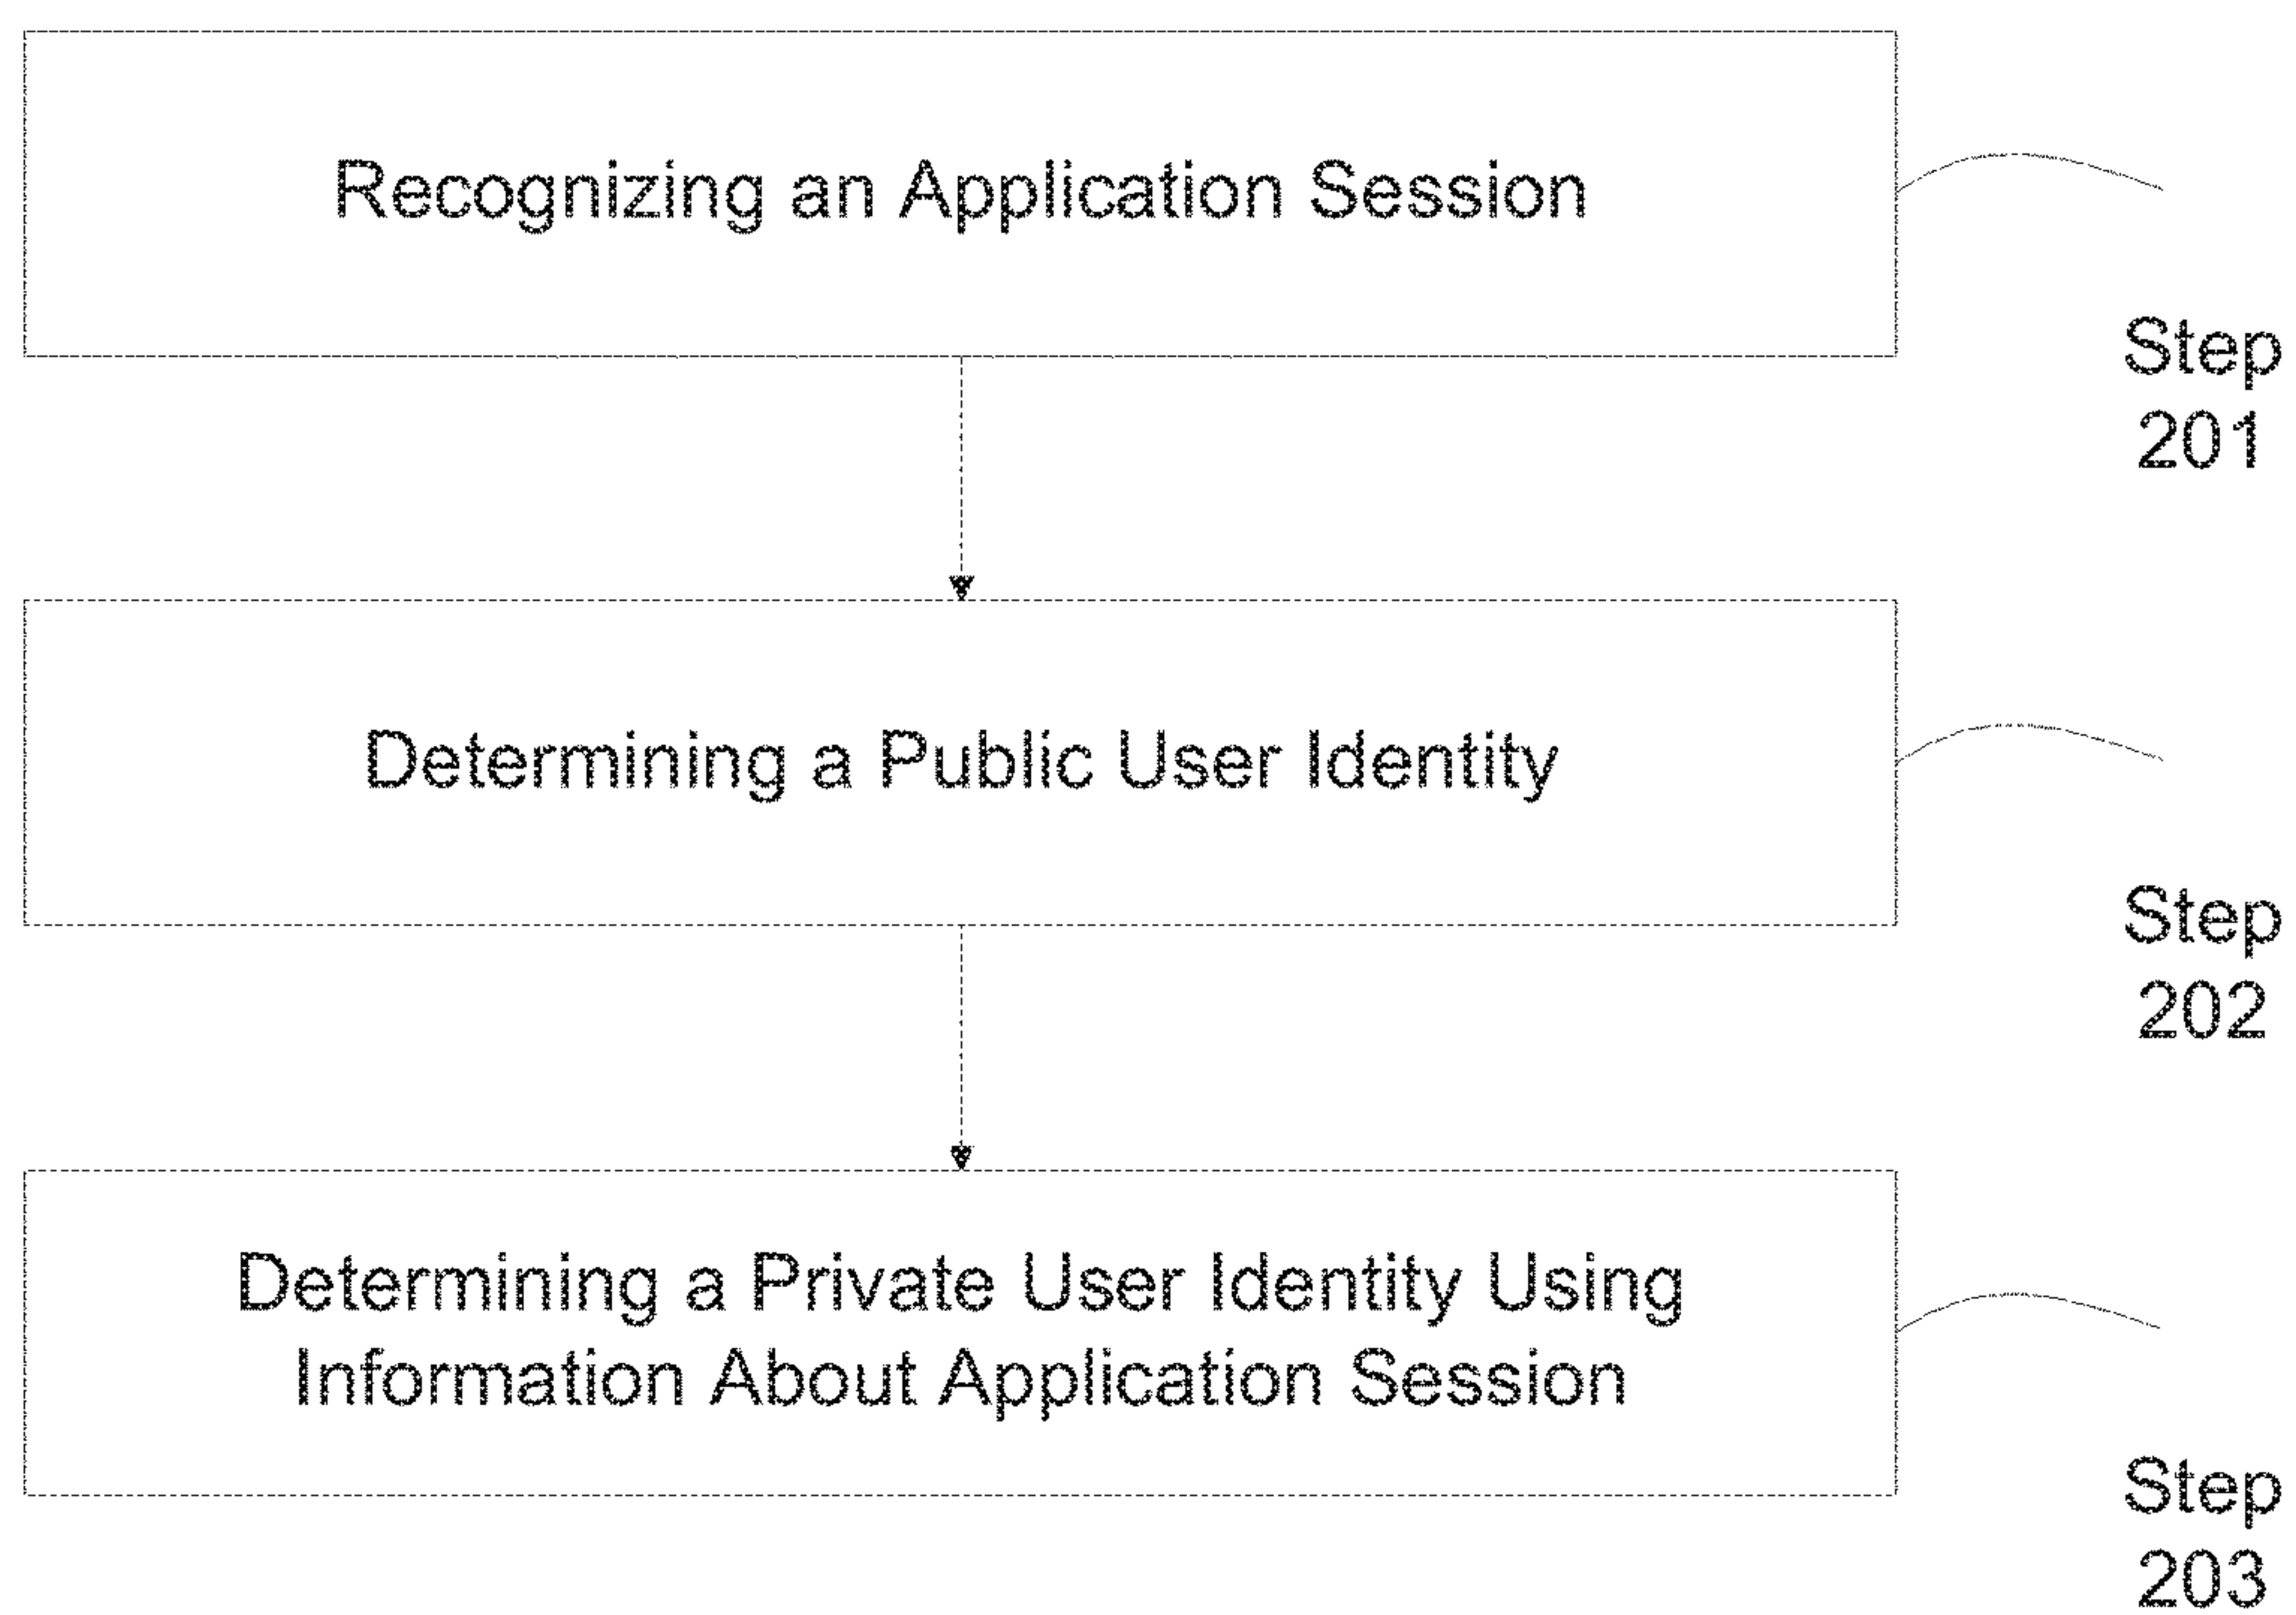 Recognizing an Application Session
Step
201
Determining a Public User Identity
Step
202
Determining a Private User Identity Using
Information About Application Session
Step
203